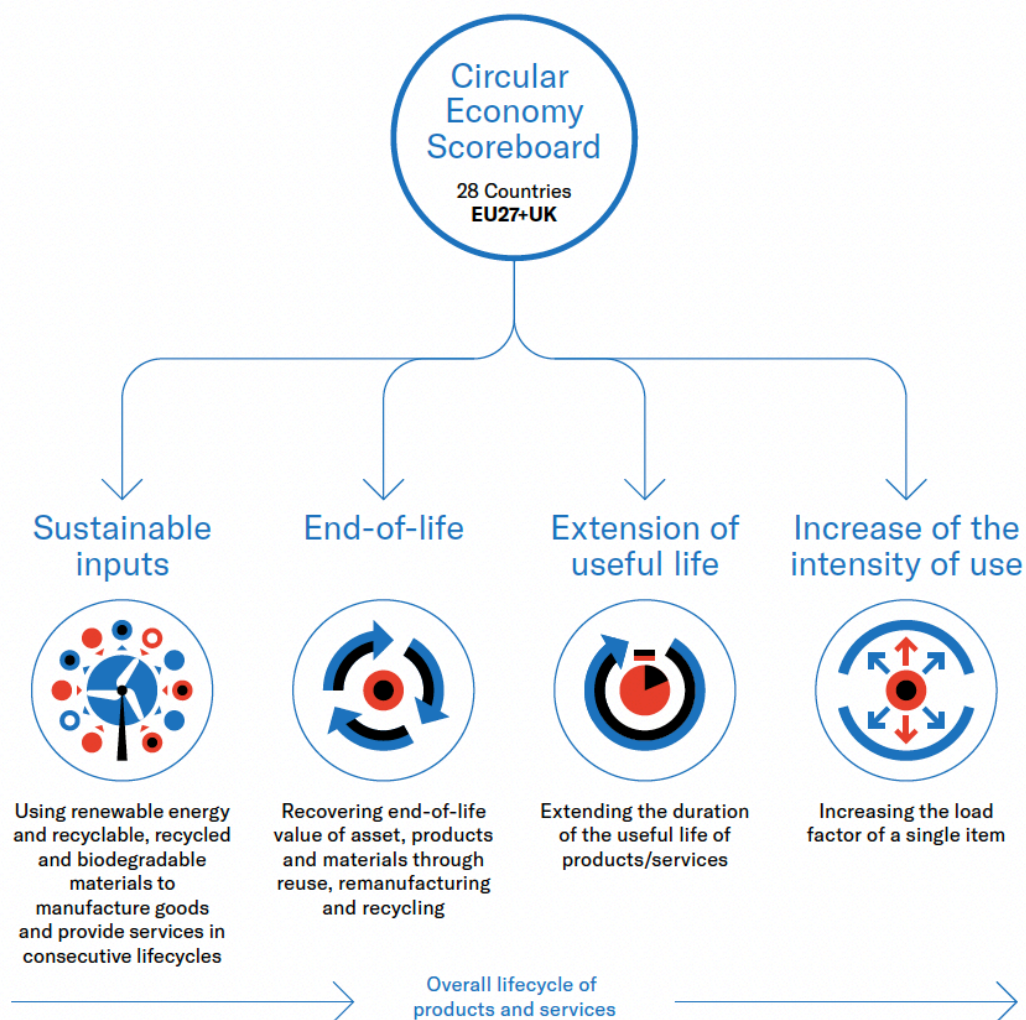 Circular
Economy
Scoreboard
28 Countries
EU27+UK
Sustainable
inputs
Using renewable energy
and recyclable, recycled
and biodegradable
materials to
manufacture goods
and provide services in
consecutive lifecycles
End-of-life
Recovering end-of-life
value of asset, products
and materials through
reuse, remanufacturing
and recycling
Extension of
useful life
Extending the duration
of the useful life of
products/services
Increase of the
intensity of use
Increasing the load
factor of a single item
Overall lifecycle of
products and services